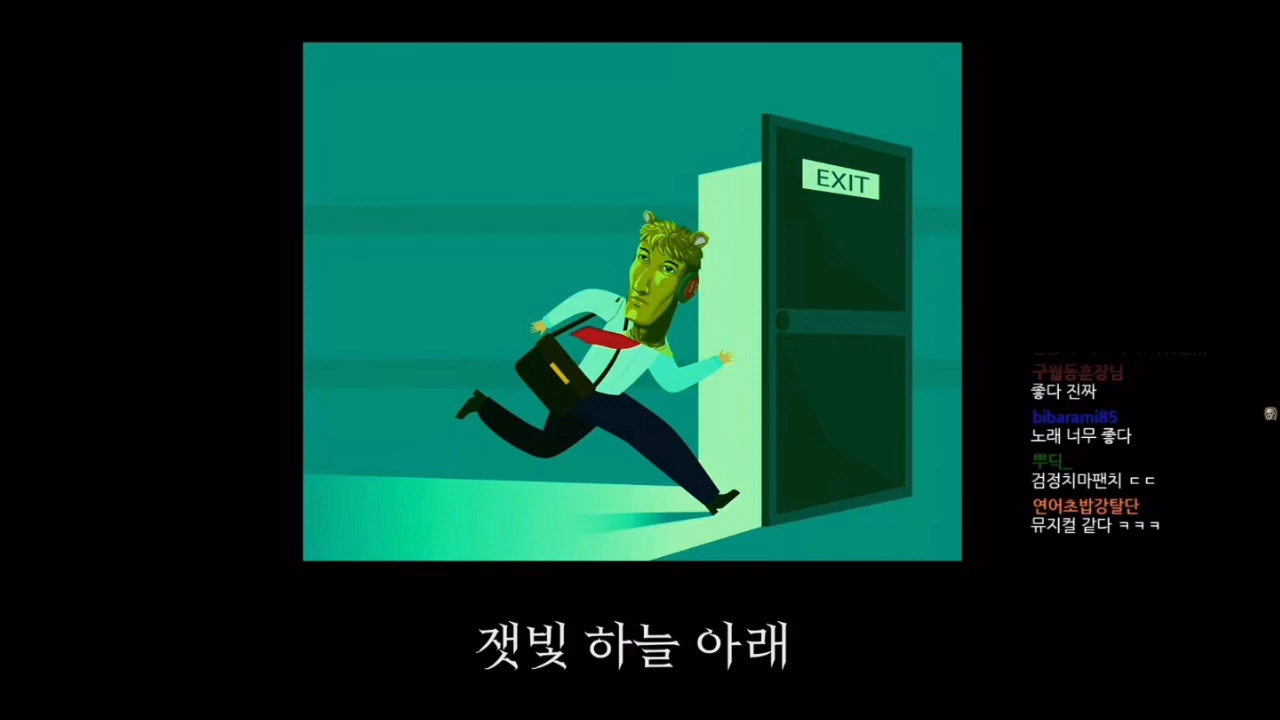 EXIT
구월동훈장님
좋다 진짜
bibarami85
노래 너무 좋다
뿌딕_
검정치마팬치 ㄷㄷ
연어초밥강탈단
뮤지컬 같다 ㅋㅋㅋ
잿빛 하늘 아래